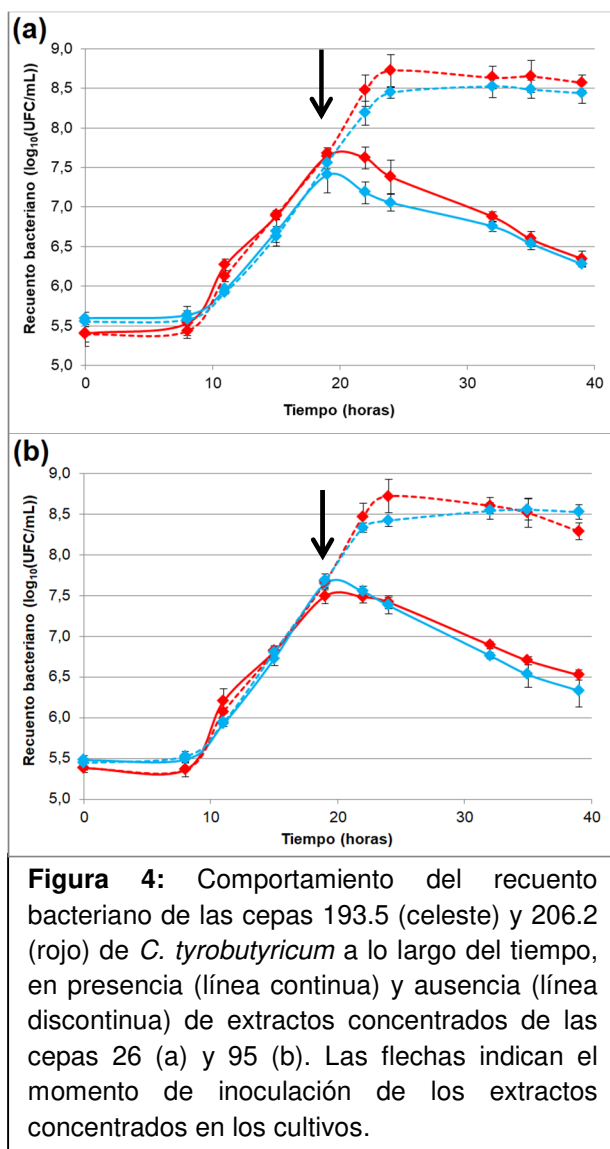 (a)
9,0
8,5
8,0
7,5
7,0
6,5
6,0
5,5
5,0
Recuento bacteriano (log₁₀(UFC/mL))
0 10 20 30 40
Tiempo (horas)
(b)
9,0
8,5
8,0
7,5
7,0
6,5
6,0
5,5
5,0
Recuento bacteriano (log₁₀(UFC/mL))
0 10 20 30 40
Tiempo (horas)
Figura 4: Comportamiento del recuento
bacteriano de las cepas 193.5 (celeste) y 206.2
(rojo) de C. tyrobutyricum a lo largo del tiempo,
en presencia (línea continua) y ausencia (línea
discontinua) de extractos concentrados de las
cepas 26 (a) y 95 (b). Las flechas indican el
momento de inoculación de los extractos
concentrados en los cultivos.